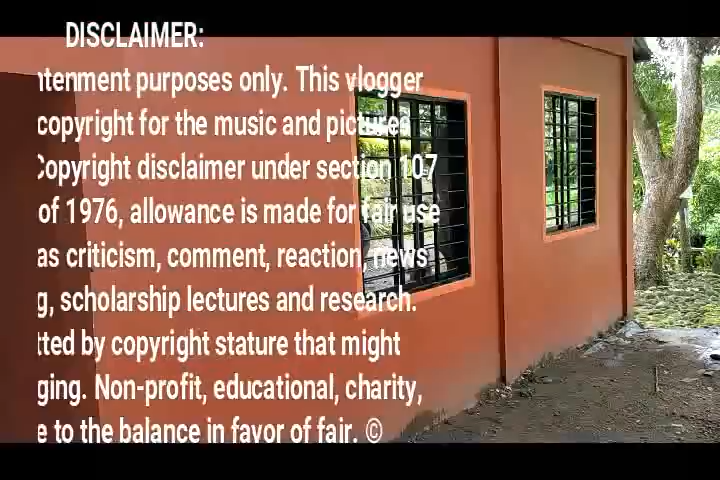 DISCLAIMER:
ntenment purposes only. This vlogger
copyright for the music and pictures
Copyright disclaimer under section 107
of 1976, allowance is made for fair use
as criticism, comment, reaction, news
g, scholarship lectures and research.
tted by copyright stature that might
ging. Non-profit, educational, charity,
e to the balance in favor of fair. ©